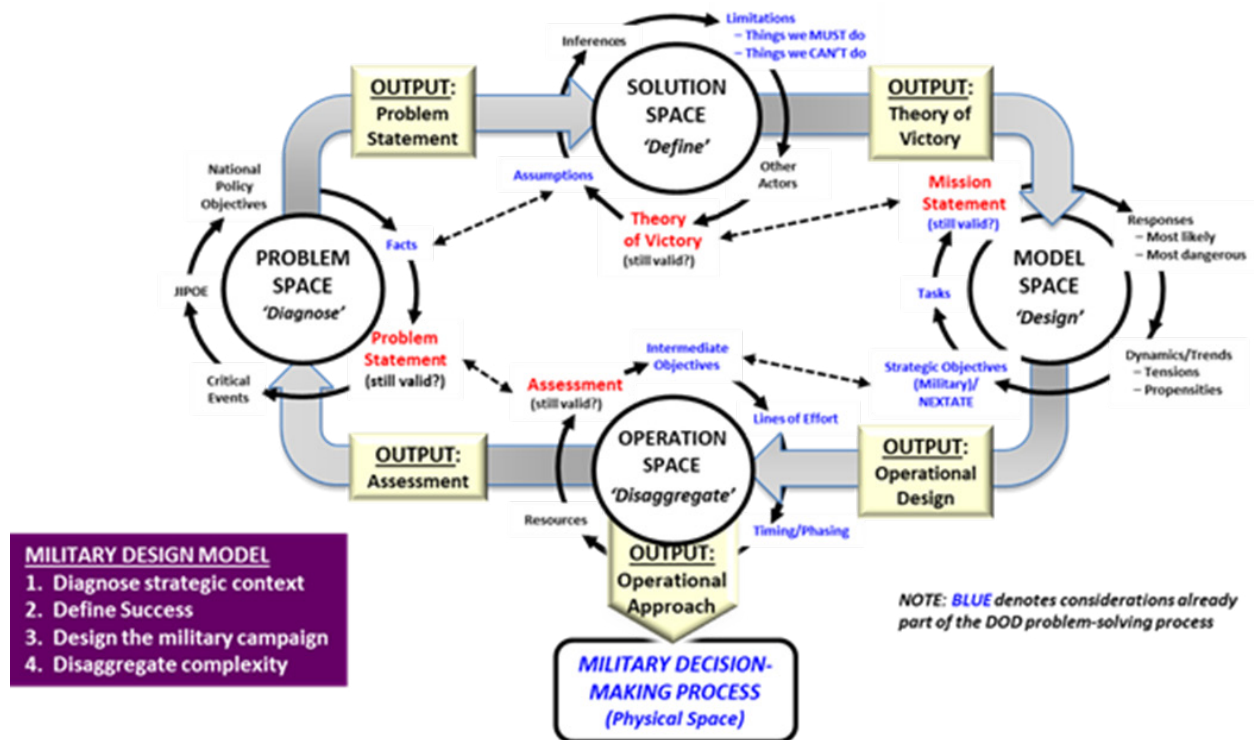 Limitations
– Things we MUST do
– Things we CAN'T do
Inferences
OUTPUT:
Problem
Statement
SOLUTION
SPACE
'Define'
OUTPUT:
Theory of
Victory
National
Policy
Objectives
Assumptions
Other
Actors
Mission
Statement
(still valid?)
Theory
of Victory
(still valid?)
Responses
– Most likely
– Most dangerous
Facts
PROBLEM
SPACE
'Diagnose'
MODEL
SPACE
'Design'
JIPOE
Tasks
Problem
Statement
(still valid?)
Intermediate
Objectives
Dynamics/Trends
– Tensions
– Propensities
Critical
Events
Assessment
(still valid?)
Strategic Objectives
(Military)/
NEXTATE
Lines of Effort
OPERATION
SPACE
'Disaggregate'
OUTPUT:
Assessment
OUTPUT:
Operational
Design
Resources
Timing/Phasing
OUTPUT:
Operational
Approach
MILITARY DESIGN MODEL
1. Diagnose strategic context
2. Define Success
3. Design the military campaign
4. Disaggregate complexity
NOTE: BLUE denotes considerations already
part of the DOD problem-solving process
MILITARY DECISION-
MAKING PROCESS
(Physical Space)